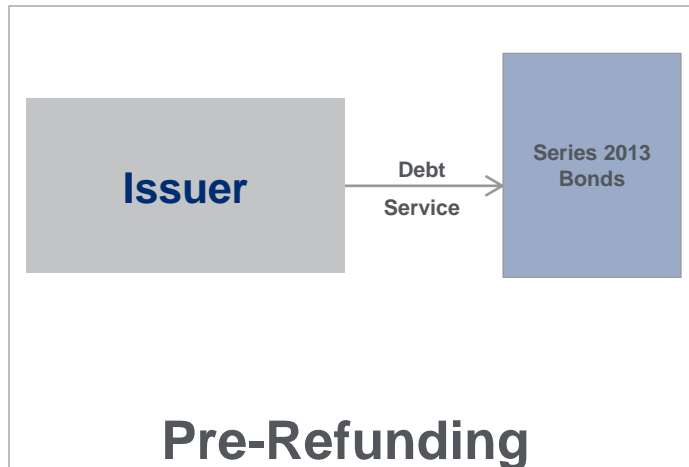 Issuer
Debt
Service
Series 2013
Bonds
Pre-Refunding